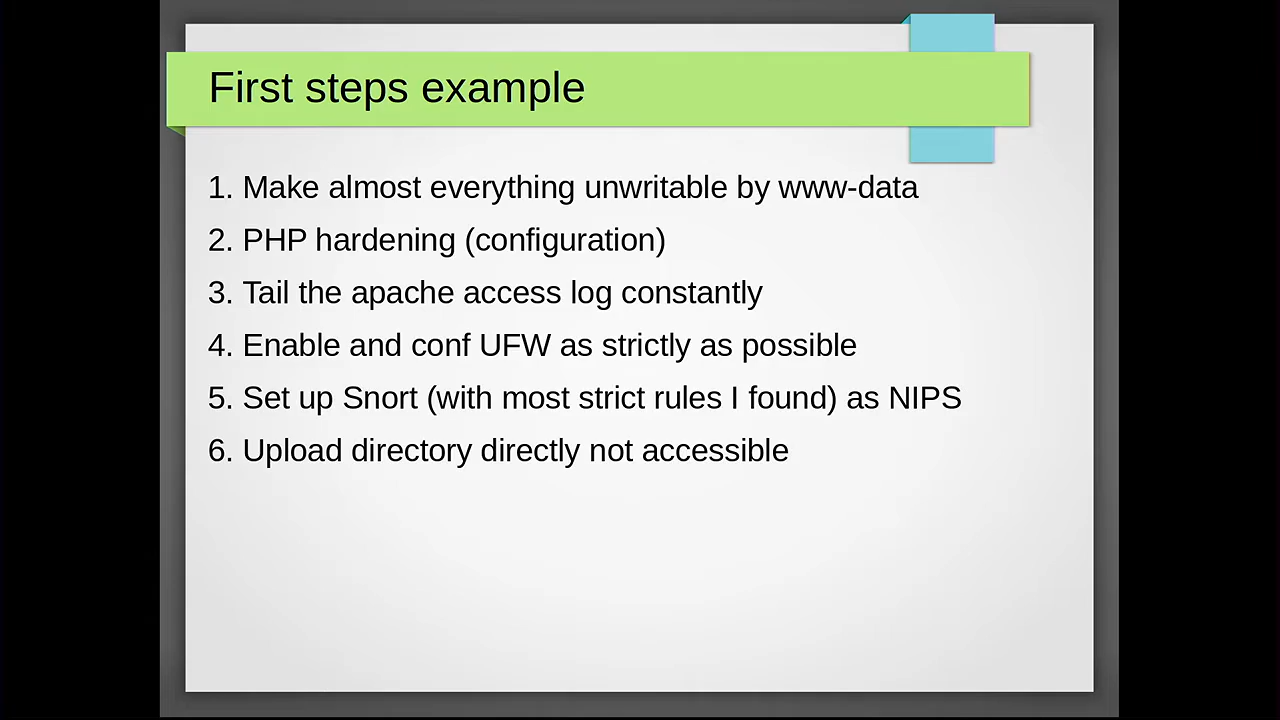 First steps example
1. Make almost everything unwritable by www-data
2. PHP hardening (configuration)
3. Tail the apache access log constantly
4. Enable and conf UFW as strictly as possible
5. Set up Snort (with most strict rules I found) as NIPS
6. Upload directory directly not accessible